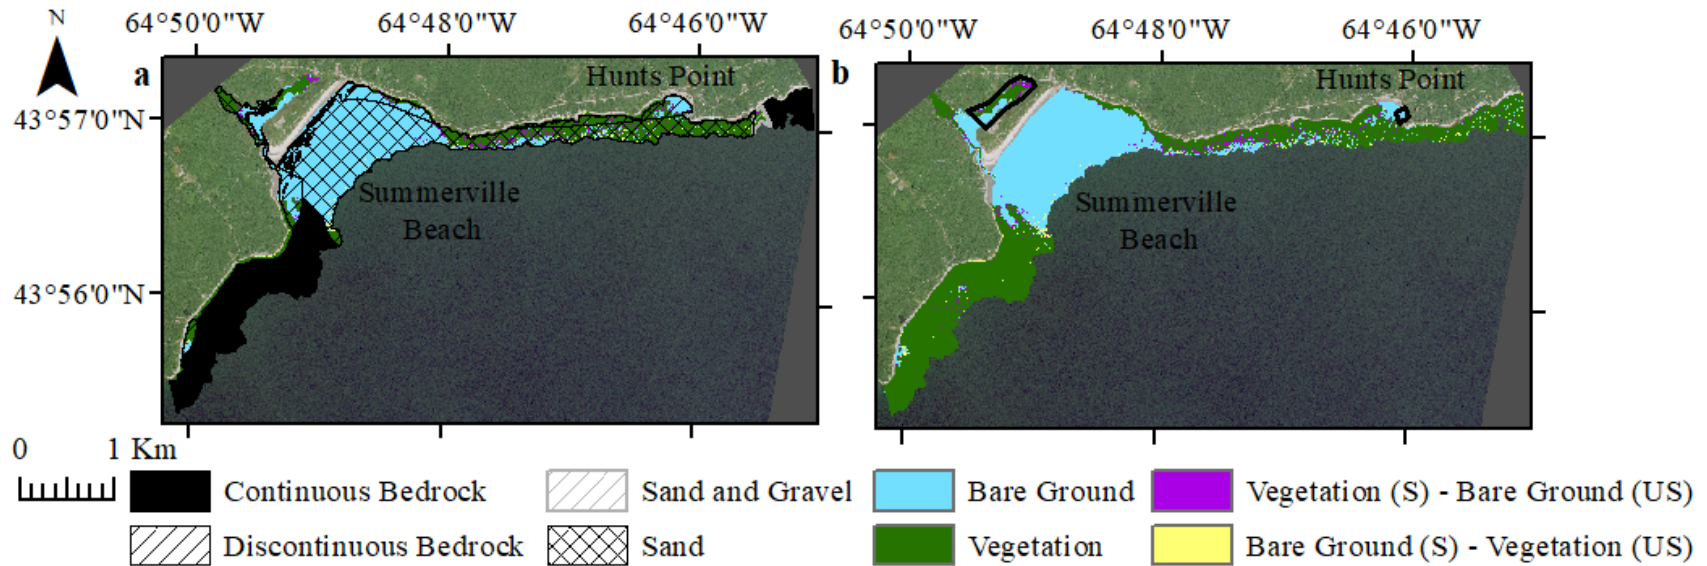 N
64°50'0"W 64°48'0"W 64°46'0"W
64°50'0"W 64°48'0"W 64°46'0"W
a
Hunts Point
b
Hunts Point
43°57'0"N
Summerville
Beach
Summerville
Beach
43°56'0"N
0 1 Km
Continuous Bedrock
Sand and Gravel
Bare Ground
Vegetation (S) - Bare Ground (US)
Discontinuous Bedrock
Sand
Vegetation
Bare Ground (S) - Vegetation (US)